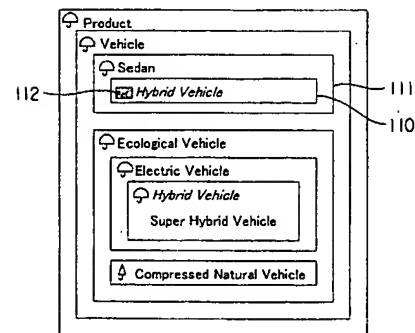 Product
Vehicle
Sedan
111
112
Hybrid Vehicle
110
Ecological Vehicle
Electric Vehicle
Hybrid Vehicle
Super Hybrid Vehicle
Compressed Natural Vehicle